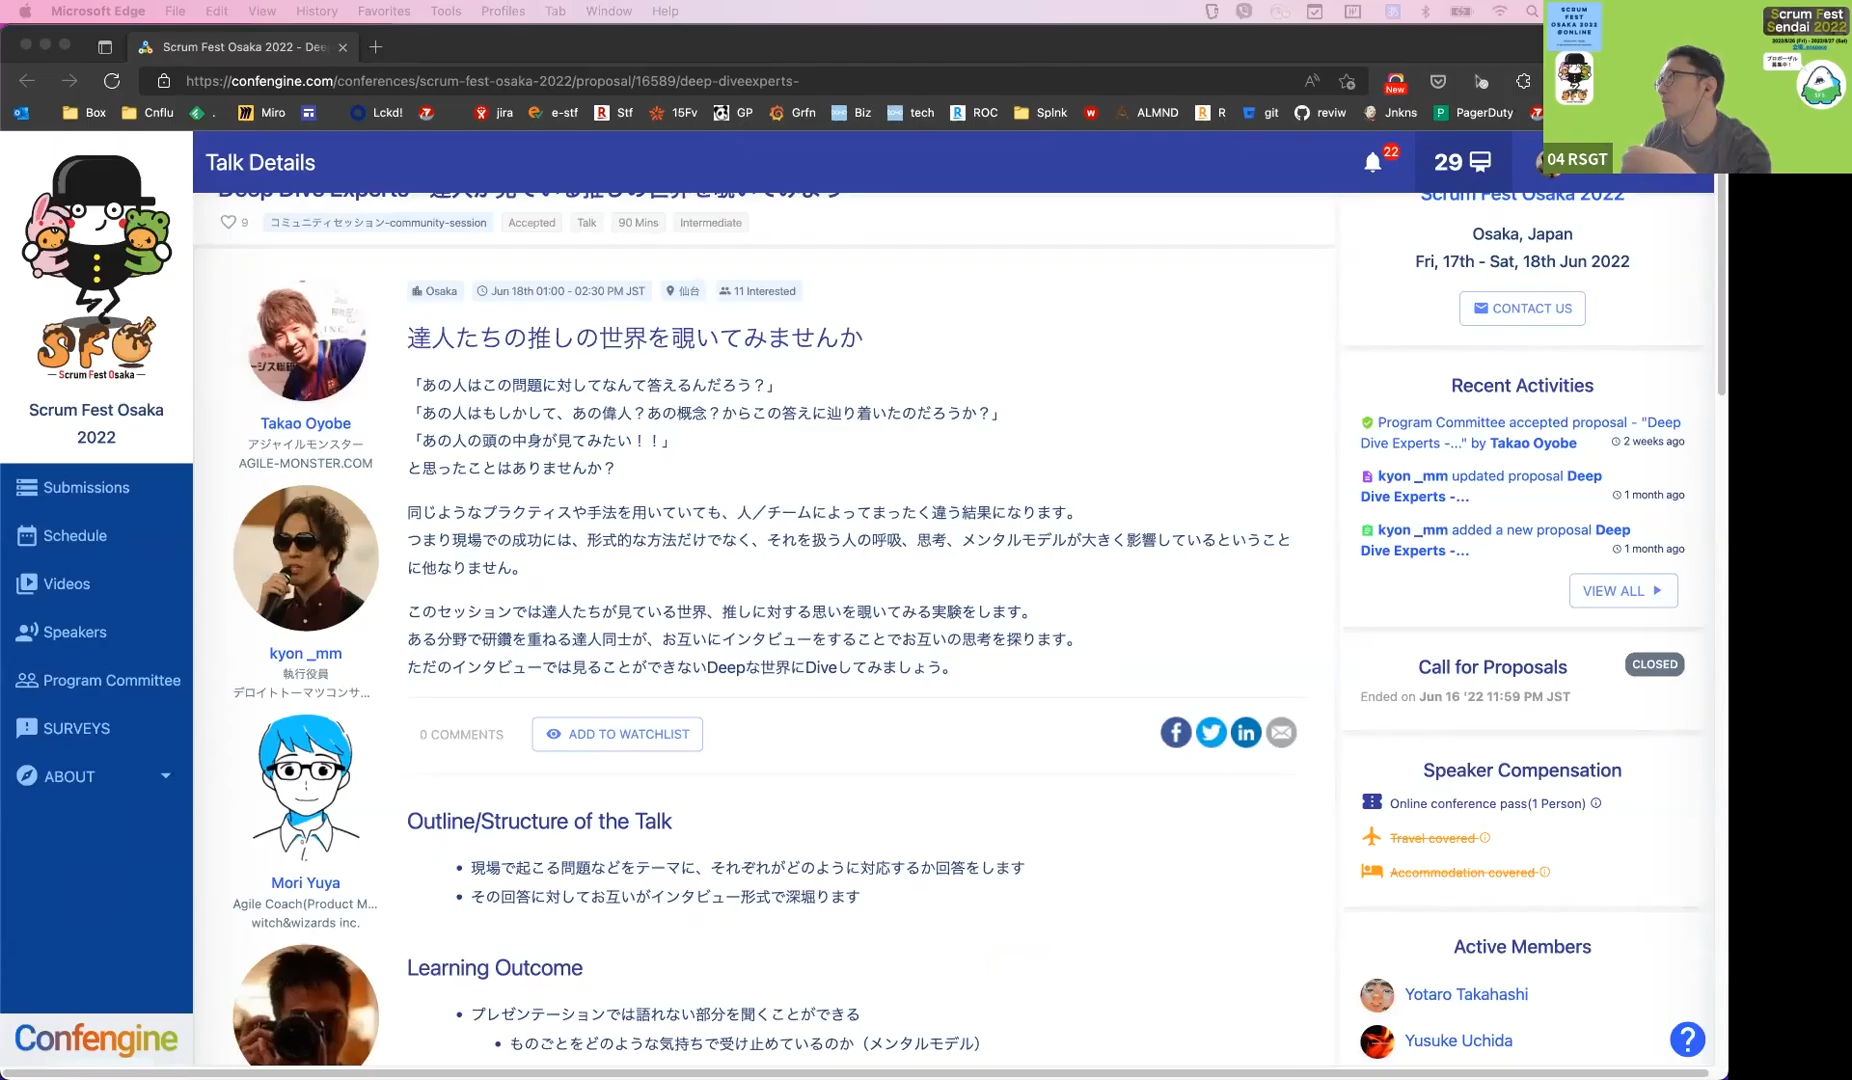 Microsoft Edge File Edit View History Favorites Tools Profiles Tab Window Help
Scrum Fest Osaka 2022 - Dee
https://confengine.com/conferences/scrum-fest-osaka-2022/proposal/16589/deep-diveexperts-
New
Box Cnflu . Miro Lckd! jira e-stf Stf 15Fv GP Grfn Biz tech ROC Splnk ALMND R git reviw Jnkns PagerDuty
SCRUM
FEST
OSAKA 2022
@ONLINE
Scrum Fest
Sendai 2022
04 RSGT
Talk Details
22
29
Deep Dive Experts - 達人が見ている推しの世界を覗いてみよう
9 コミュニティセッション-community-session Accepted Talk 90 Mins Intermediate
Scrum Fest Osaka
Scrum Fest Osaka
2022
Submissions
Schedule
Videos
Speakers
Program Committee
SURVEYS
ABOUT
Confengine
Takao Oyobe
アジャイルモンスター
AGILE-MONSTER.COM
kyon _mm
執行役員
デロイトトーマツコンサ...
Mori Yuya
Agile Coach(Product M...
witch&wizards inc.
Osaka Jun 18th 01:00 - 02:30 PM JST 仙台 11 Interested
達人たちの推しの世界を覗いてみませんか
「あの人はこの問題に対してなんて答えるんだろう？」
「あの人はもしかして、あの偉人？あの概念？からこの答えに辿り着いたのだろうか？」
「あの人の頭の中身が見てみたい！！」
と思ったことはありませんか？
同じようなプラクティスや手法を用いていても、人／チームによってまったく違う結果になります。
つまり現場での成功には、形式的な方法だけでなく、それを扱う人の呼吸、思考、メンタルモデルが大きく影響しているということ
に他なりません。
このセッションでは達人たちが見ている世界、推しに対する思いを覗いてみる実験をします。
ある分野で研鑽を重ねる達人同士が、お互いにインタビューをすることでお互いの思考を探ります。
ただのインタビューでは見ることができないDeepな世界にDiveしてみましょう。
0 COMMENTS ADD TO WATCHLIST
Outline/Structure of the Talk
• 現場で起こる問題などをテーマに、それぞれがどのように対応するか回答をします
• その回答に対してお互いがインタビュー形式で深堀ります
Learning Outcome
• プレゼンテーションでは語れない部分を聞くことができる
• ものごとをどのような気持ちで受け止めているのか（メンタルモデル）
Scrum Fest Osaka 2022
Osaka, Japan
Fri, 17th - Sat, 18th Jun 2022
CONTACT US
Recent Activities
Program Committee accepted proposal - "Deep
Dive Experts -..." by Takao Oyobe 2 weeks ago
kyon _mm updated proposal Deep
Dive Experts -... 1 month ago
kyon _mm added a new proposal Deep
Dive Experts -... 1 month ago
VIEW ALL
Call for Proposals CLOSED
Ended on Jun 16 '22 11:59 PM JST
Speaker Compensation
Online conference pass(1 Person)
Travel covered
Accommodation covered
Active Members
Yotaro Takahashi
Yusuke Uchida
?